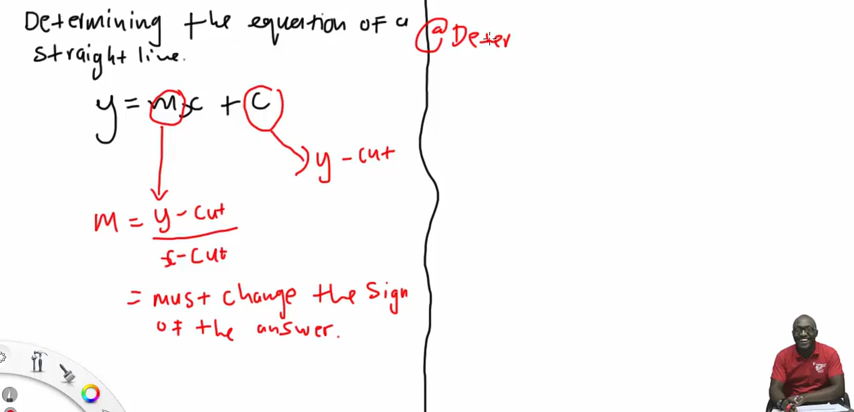 Determining the equation of a
straight line.
y = mx + c
y-cut
m = y-cut
x-cut
= must change the sign
of the answer.
@ Deter